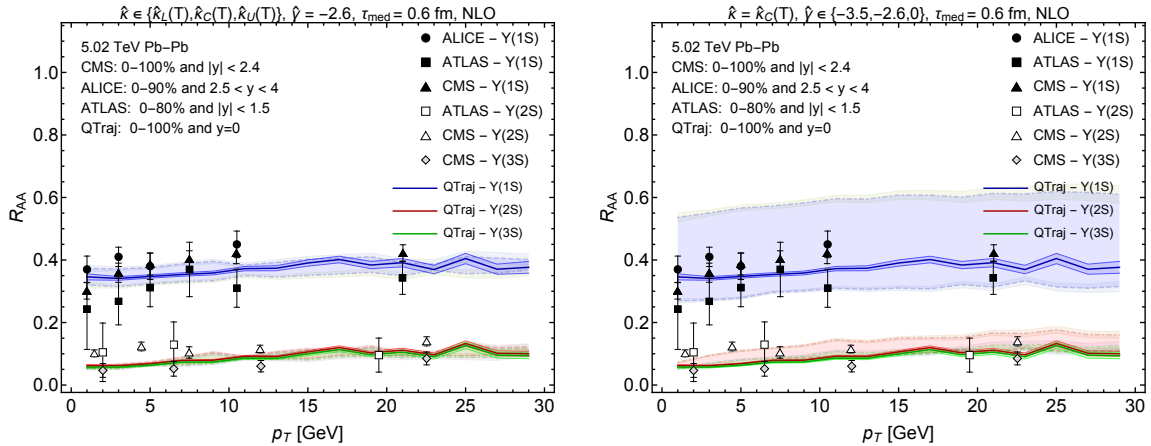 κ̂ ∈ {κ̂_L(T),κ̂_C(T),κ̂_U(T)}, γ̂ = −2.6, τ_med = 0.6 fm, NLO
5.02 TeV Pb–Pb
CMS: 0–100% and |y| < 2.4
ALICE: 0–90% and 2.5 < y < 4
ATLAS: 0–80% and |y| < 1.5
QTraj: 0–100% and y=0
ALICE – Υ(1S)
ATLAS – Υ(1S)
CMS – Υ(1S)
ATLAS – Υ(2S)
CMS – Υ(2S)
CMS – Υ(3S)
QTraj – Υ(1S)
QTraj – Υ(2S)
QTraj – Υ(3S)
R_AA
1.0
0.8
0.6
0.4
0.2
0.0
0 5 10 15 20 25 30
p_T [GeV]
κ̂ = κ̂_C(T), γ̂ ∈ {−3.5,−2.6,0}, τ_med = 0.6 fm, NLO
5.02 TeV Pb–Pb
CMS: 0–100% and |y| < 2.4
ALICE: 0–90% and 2.5 < y < 4
ATLAS: 0–80% and |y| < 1.5
QTraj: 0–100% and y=0
ALICE – Υ(1S)
ATLAS – Υ(1S)
CMS – Υ(1S)
ATLAS – Υ(2S)
CMS – Υ(2S)
CMS – Υ(3S)
QTraj – Υ(1S)
QTraj – Υ(2S)
QTraj – Υ(3S)
R_AA
1.0
0.8
0.6
0.4
0.2
0.0
0 5 10 15 20 25 30
p_T [GeV]